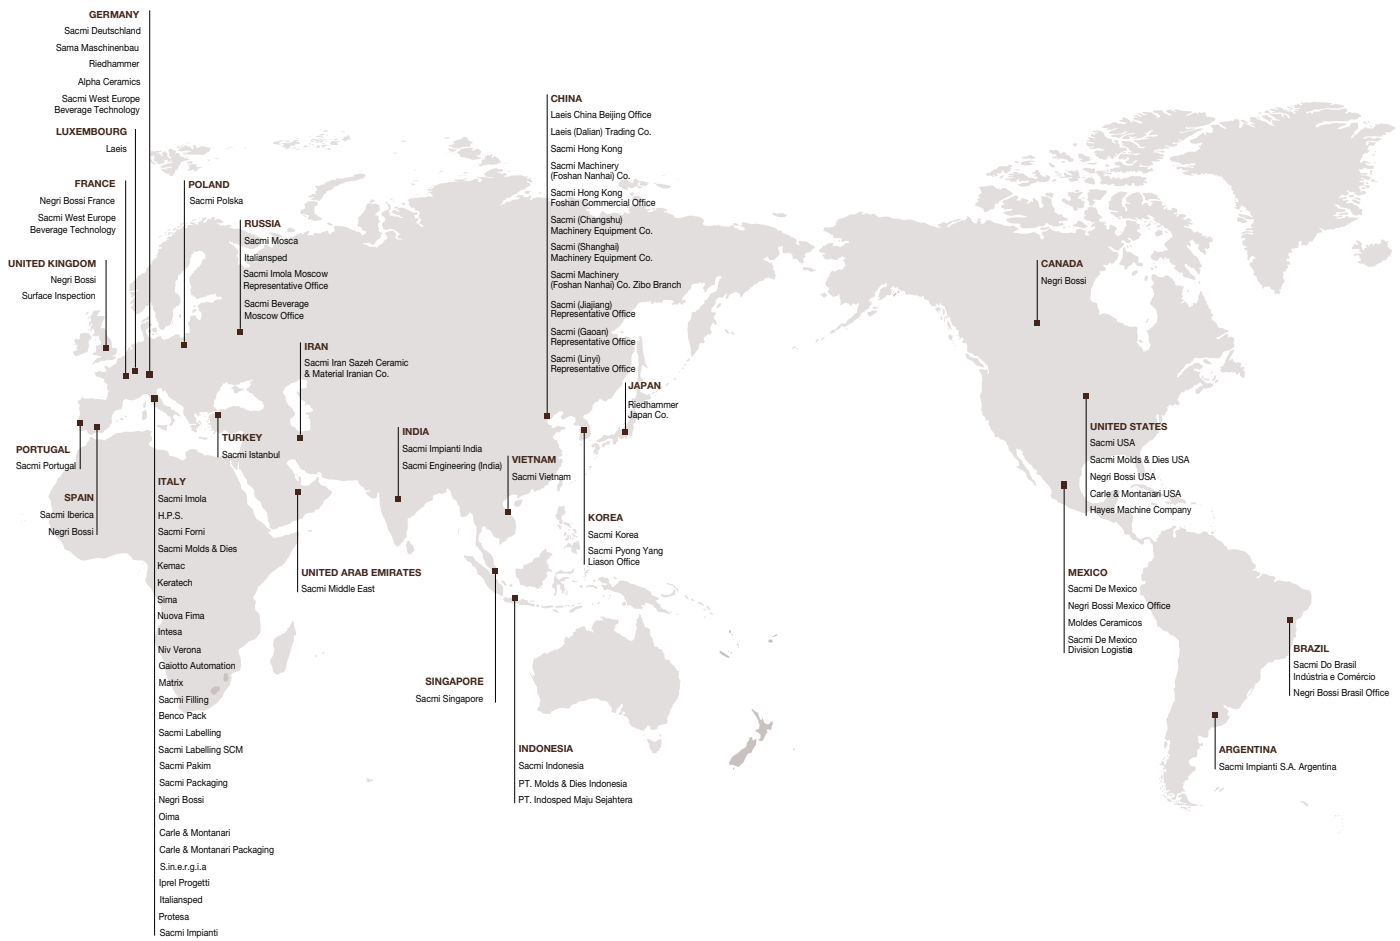 GERMANY
Sacmi Deutschland
Sama Maschinenbau
Riedhammer
Alpha Ceramics
Sacmi West Europe
Beverage Technology
LUXEMBOURG
Laeis
FRANCE
Negri Bossi France
Sacmi West Europe
Beverage Technology
UNITED KINGDOM
Negri Bossi
Surface Inspection
POLAND
Sacmi Polska
RUSSIA
Sacmi Mosca
Italiansped
Sacmi Imola Moscow
Representative Office
Sacmi Beverage
Moscow Office
IRAN
Sacmi Iran Sazeh Ceramic
& Material Iranian Co.
CHINA
Laeis China Beijing Office
Laeis (Dalian) Trading Co.
Sacmi Hong Kong
Sacmi Machinery
(Foshan Nanhai) Co.
Sacmi Hong Kong
Foshan Commercial Office
Sacmi (Changshu)
Machinery Equipment Co.
Sacmi (Shanghai)
Machinery Equipment Co.
Sacmi Machinery
(Foshan Nanhai) Co. Zibo Branch
Sacmi (Jiajiang)
Representative Office
Sacmi (Gaoan)
Representative Office
Sacmi (Linyi)
Representative Office
JAPAN
Riedhammer
Japan Co.
CANADA
Negri Bossi
UNITED STATES
Sacmi USA
Sacmi Molds & Dies USA
Negri Bossi USA
Carle & Montanari USA
Hayes Machine Company
PORTUGAL
Sacmi Portugal
SPAIN
Sacmi Iberica
Negri Bossi
TURKEY
Sacmi Istanbul
INDIA
Sacmi Impianti India
Sacmi Engineering (India)
VIETNAM
Sacmi Vietnam
KOREA
Sacmi Korea
Sacmi Pyong Yang
Liason Office
UNITED ARAB EMIRATES
Sacmi Middle East
ITALY
Sacmi Imola
H.P.S.
Sacmi Forni
Sacmi Molds & Dies
Kemac
Keratech
Sima
Nuova Fima
Intesa
Niv Verona
Gaiotto Automation
Matrix
Sacmi Filling
Benco Pack
Sacmi Labelling
Sacmi Labelling SCM
Sacmi Pakim
Sacmi Packaging
Negri Bossi
Oima
Carle & Montanari
Carle & Montanari Packaging
S.in.e.r.g.i.a
Iprel Progetti
Italiansped
Protesa
Sacmi Impianti
SINGAPORE
Sacmi Singapore
INDONESIA
Sacmi Indonesia
PT. Molds & Dies Indonesia
PT. Indosped Maju Sejahtera
MEXICO
Sacmi De Mexico
Negri Bossi Mexico Office
Moldes Ceramicos
Sacmi De Mexico
Division Logistica
BRAZIL
Sacmi Do Brasil
Indústria e Comércio
Negri Bossi Brasil Office
ARGENTINA
Sacmi Impianti S.A. Argentina